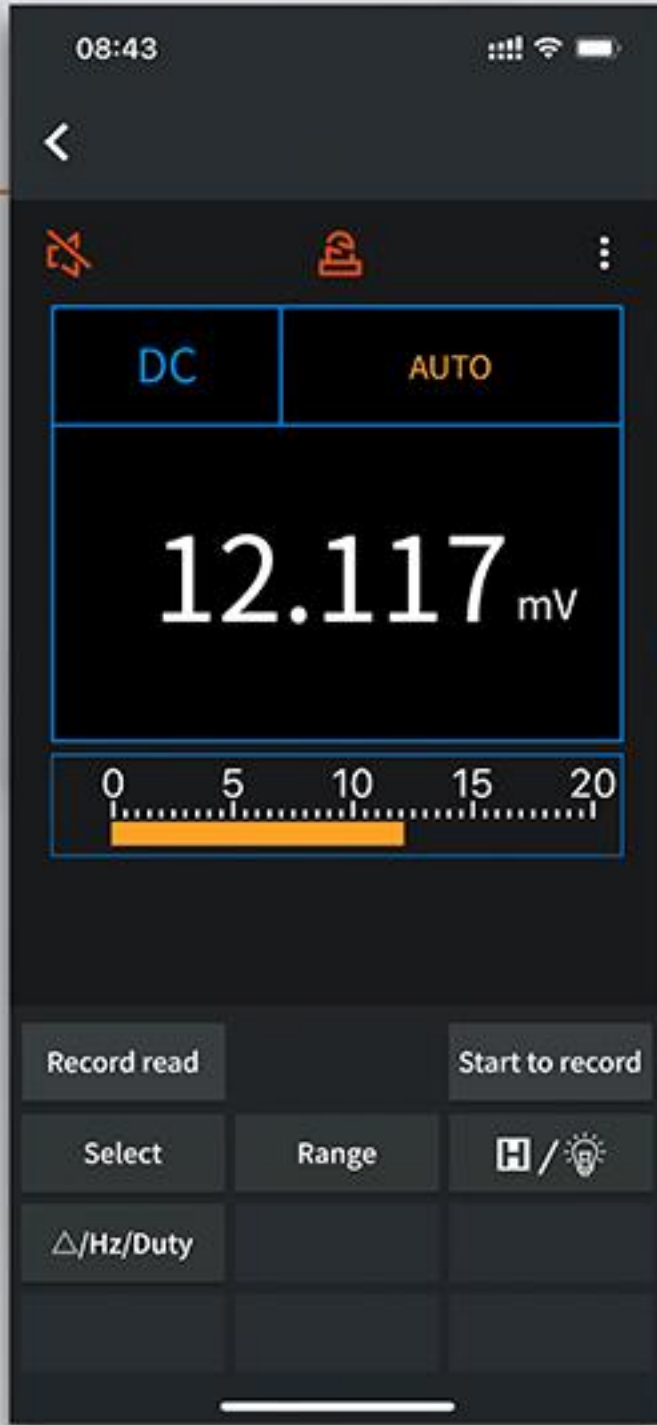 08:43
DC
AUTO
12.117 mV
0 5 10 15 20
Record read
Start to record
Select
Range
H/
△/Hz/Duty